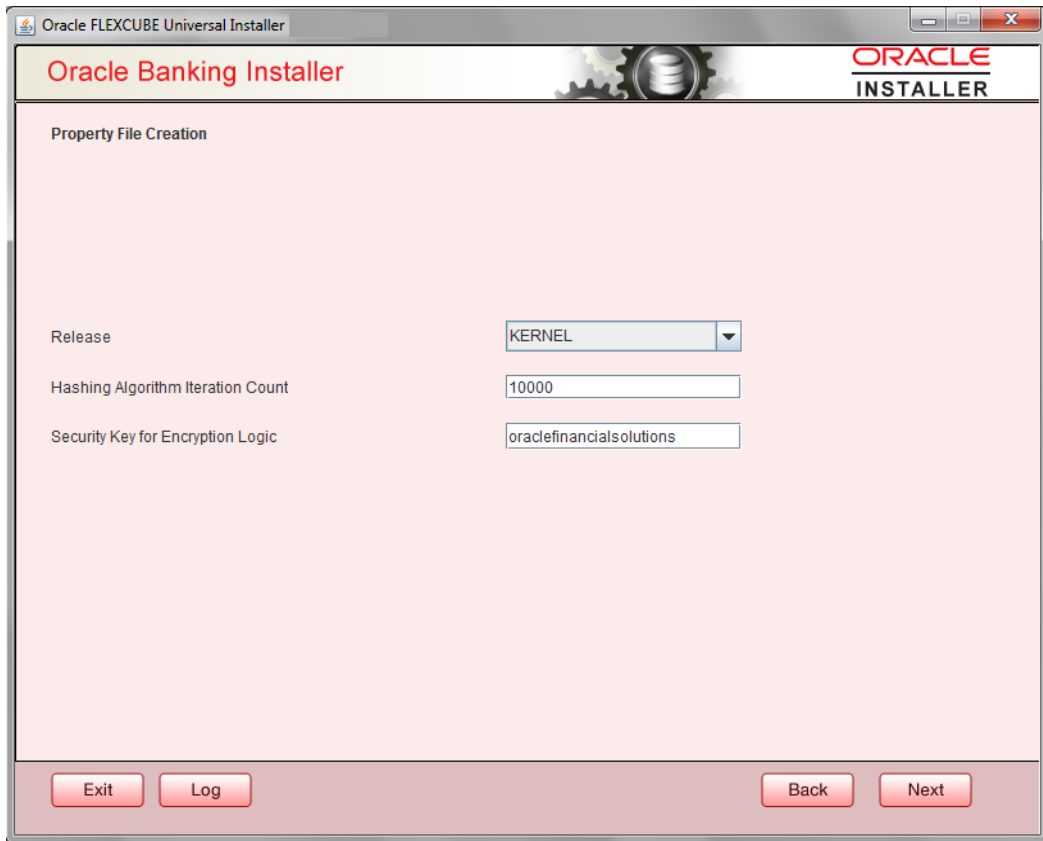 Oracle FLEXCUBE Universal Installer
Oracle Banking Installer
ORACLE
INSTALLER
Property File Creation
Release
KERNEL
Hashing Algorithm Iteration Count
10000
Security Key for Encryption Logic
oraclefinancialsolutions
Exit
Log
Back
Next